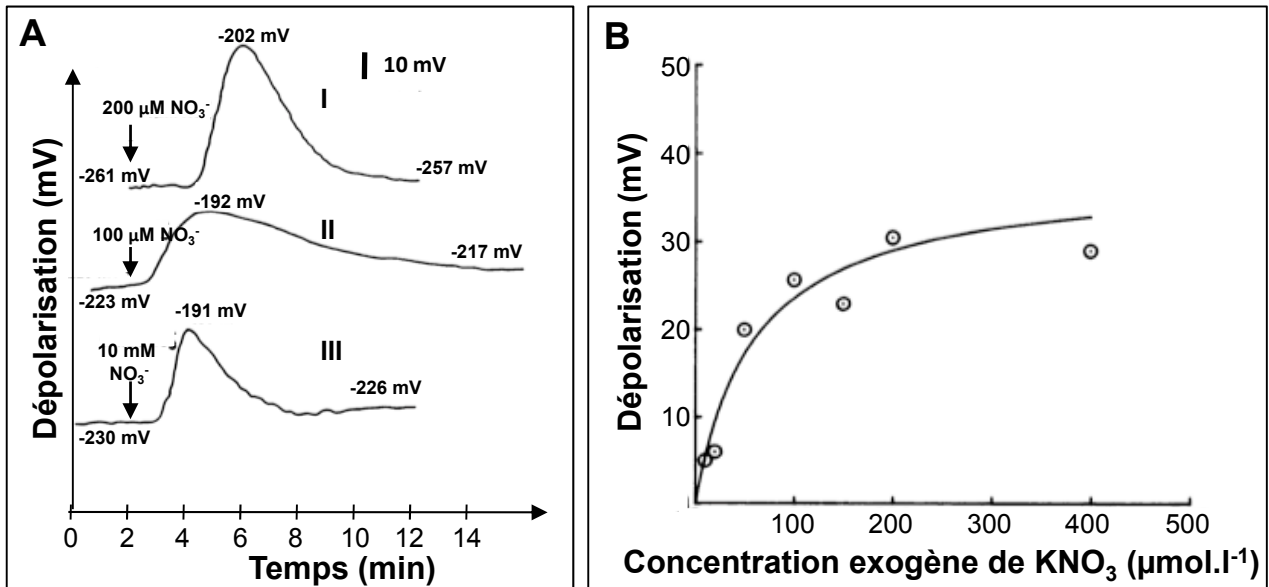 A
-202 mV
10 mV
I
200 µM NO₃⁻
-261 mV
-257 mV
-192 mV
II
100 µM NO₃⁻
-217 mV
-223 mV
-191 mV
III
10 mM
NO₃⁻
-226 mV
-230 mV
Dépolarisation (mV)
0 2 4 6 8 10 12 14
Temps (min)
B
50
40
30
20
10
Dépolarisation (mV)
100 200 300 400 500
Concentration exogène de KNO₃ (µmol.l⁻¹)